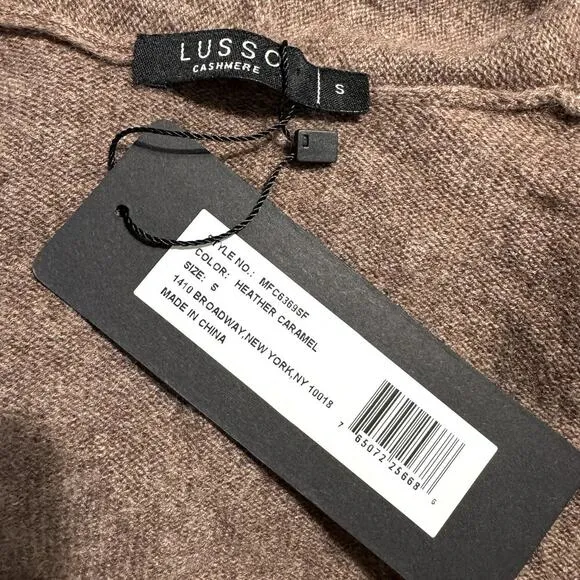 LUSSO
CASHMERE
S
STYLE NO.: MFC6369SF
COLOR: HEATHER CARAMEL
SIZE: S
1410 BROADWAY,NEW YORK,NY 10018
MADE IN CHINA
7 65072 25668 6